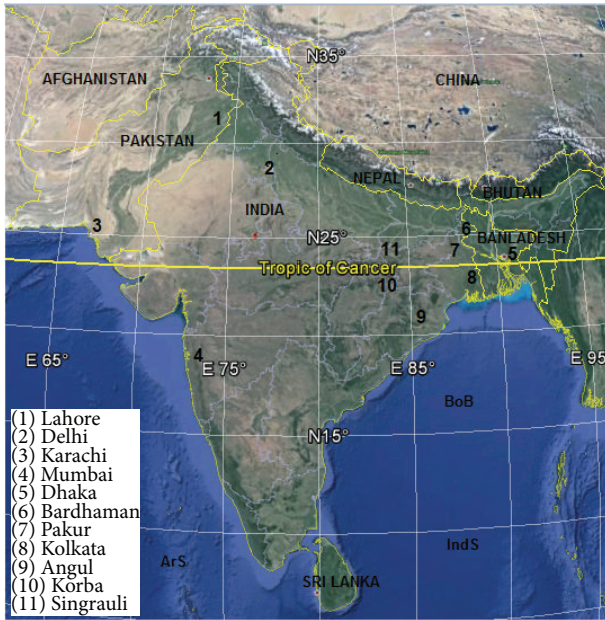 N35°
AFGHANISTAN
CHINA
1
PAKISTAN
2
NEPAL
BHUTAN
INDIA
3
6
N25°
BANCLADESH
11
7
5
Tropic of Cancer
8
10
9
4
E 65°
E 75°
E 85°
E 95°
BoB
N15°
(1) Lahore
(2) Delhi
(3) Karachi
(4) Mumbai
(5) Dhaka
(6) Bardhaman
(7) Pakur
(8) Kolkata
(9) Angul
(10) Korba
(11) Singrauli
ArS
IndS
SRI LANKA